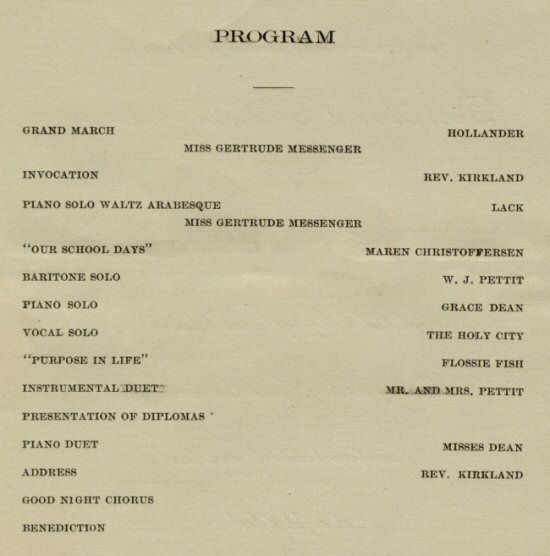 PROGRAM
GRAND MARCH HOLLANDER
MISS GERTRUDE MESSENGER
INVOCATION REV. KIRKLAND
PIANO SOLO WALTZ ARABESQUE LACK
MISS GERTRUDE MESSENGER
"OUR SCHOOL DAYS" MAREN CHRISTOFFERSEN
BARITONE SOLO W. J. PETTIT
PIANO SOLO GRACE DEAN
VOCAL SOLO THE HOLY CITY
"PURPOSE IN LIFE" FLOSSIE FISH
INSTRUMENTAL DUET MR. AND MRS. PETTIT
PRESENTATION OF DIPLOMAS
PIANO DUET MISSES DEAN
ADDRESS REV. KIRKLAND
GOOD NIGHT CHORUS
BENEDICTION